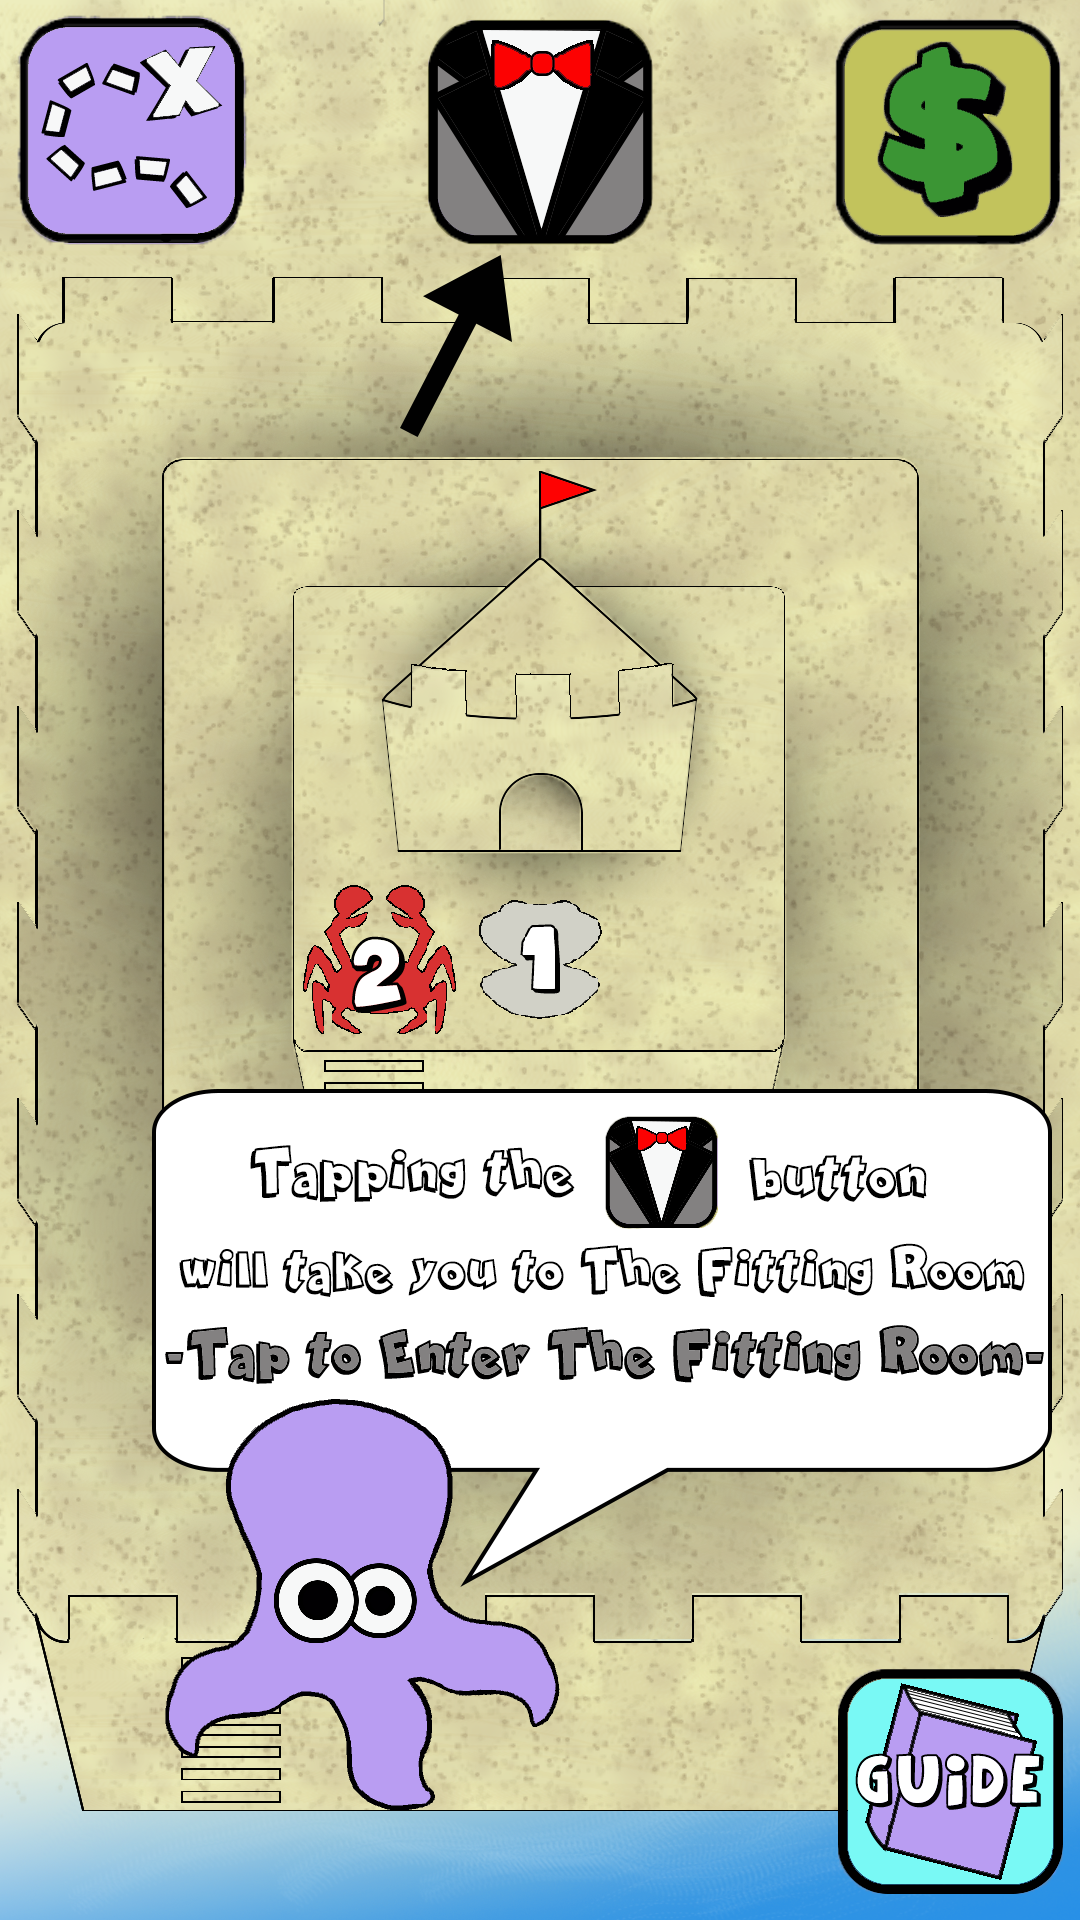 X
$
2
1
Tapping the button
will take you to The Fitting Room
-Tap to Enter The Fitting Room-
GUiDE